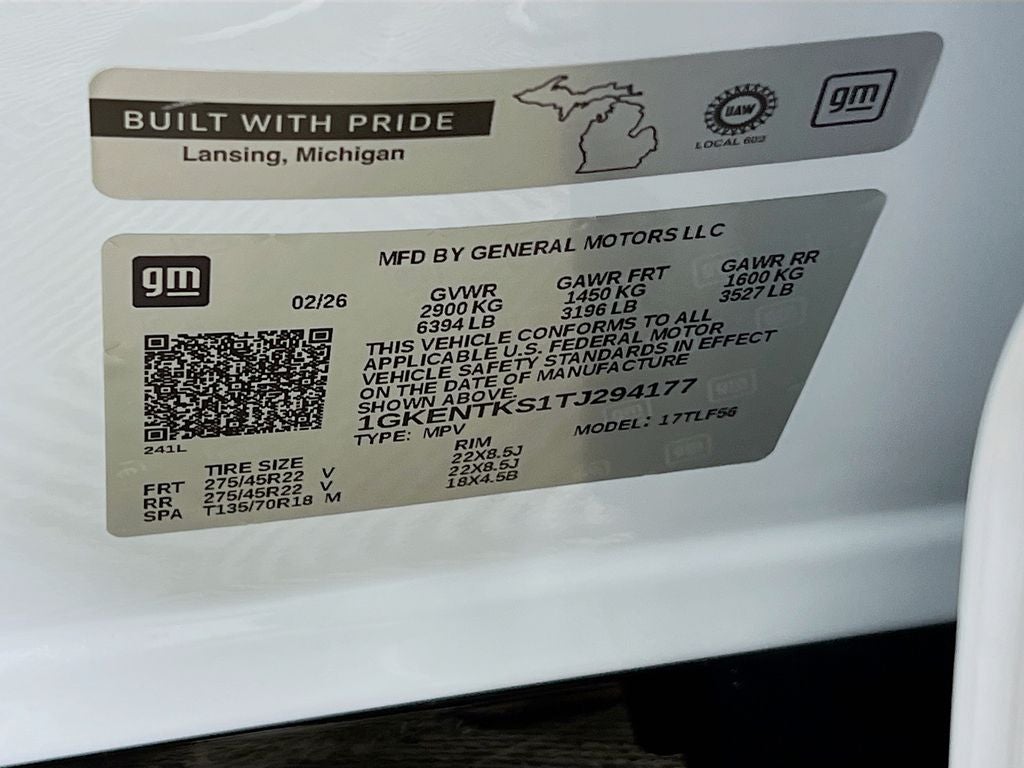 BUILT WITH PRIDE
Lansing, Michigan
UAW
LOCAL 602
gm
gm
MFD BY GENERAL MOTORS LLC
02/26
GVWR
2900 KG
6394 LB
GAWR FRT
1450 KG
3196 LB
GAWR RR
1600 KG
3527 LB
THIS VEHICLE CONFORMS TO ALL
APPLICABLE U.S. FEDERAL MOTOR
VEHICLE SAFETY STANDARDS IN EFFECT
ON THE DATE OF MANUFACTURE
SHOWN ABOVE.
1GKENTKS1TJ294177
TYPE: MPV MODEL: 17TLF56
241L
TIRE SIZE RIM
FRT 275/45R22 V 22X8.5J
RR 275/45R22 V 22X8.5J
SPA T135/70R18 M 18X4.5B